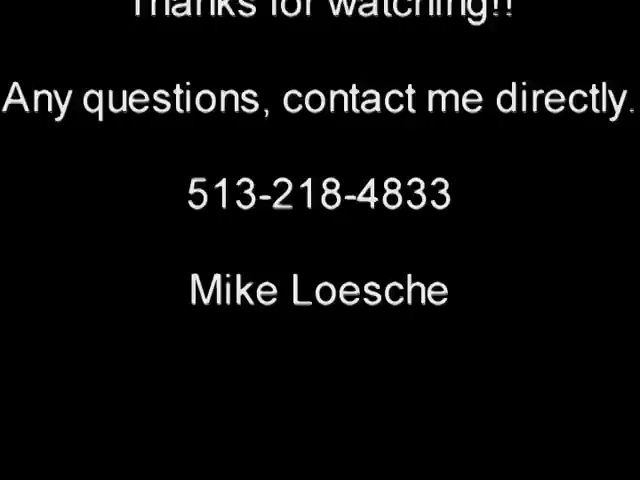 Thanks for watching!!
Any questions, contact me directly.
513-218-4833
Mike Loesche